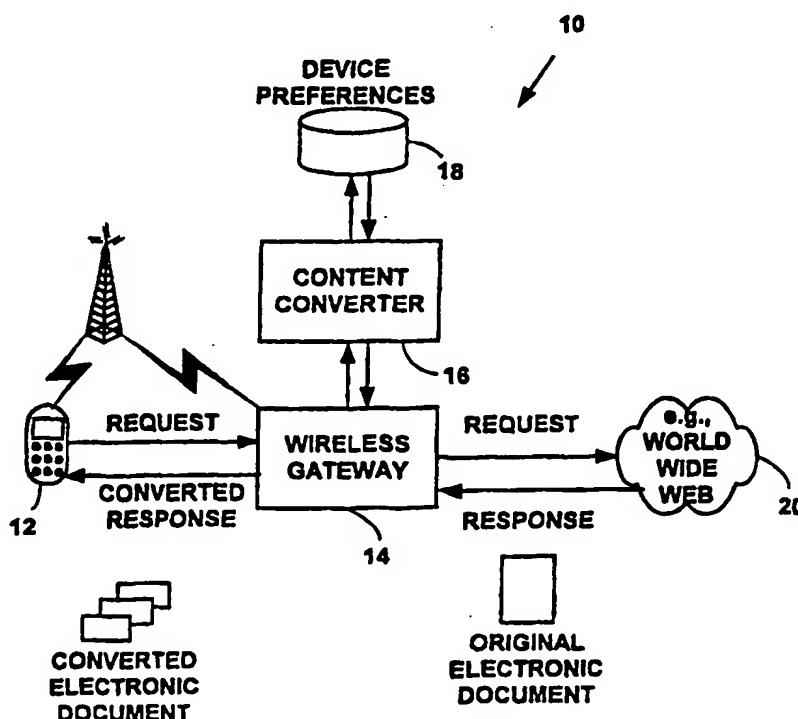 10
DEVICE
PREFERENCES
18
CONTENT
CONVERTER
16
REQUEST
CONVERTED
RESPONSE
12
WIRELESS
GATEWAY
14
REQUEST
RESPONSE
e.g.,
WORLD
WIDE
WEB
20
CONVERTED
ELECTRONIC
DOCUMENT
ORIGINAL
ELECTRONIC
DOCUMENT